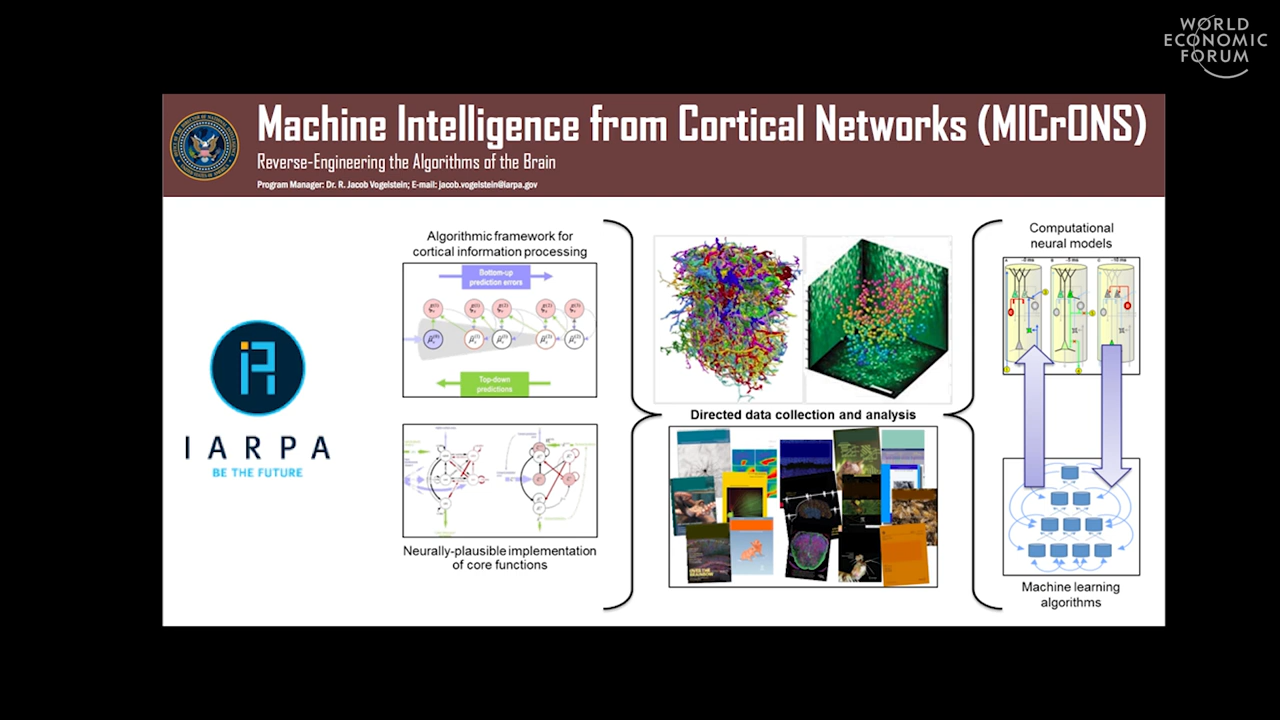 WORLD
ECONOMIC
FORUM
Machine Intelligence from Cortical Networks (MICrONS)
Reverse-Engineering the Algorithms of the Brain
Program Manager: Dr. R. Jacob Vogelstein; E-mail: jacob.vogelstein@iarpa.gov
IARPA
BE THE FUTURE
Algorithmic framework for
cortical information processing
Bottom-up
prediction errors
Top-down
predictions
Neurally-plausible implementation
of core functions
Directed data collection and analysis
Computational
neural models
Machine learning
algorithms